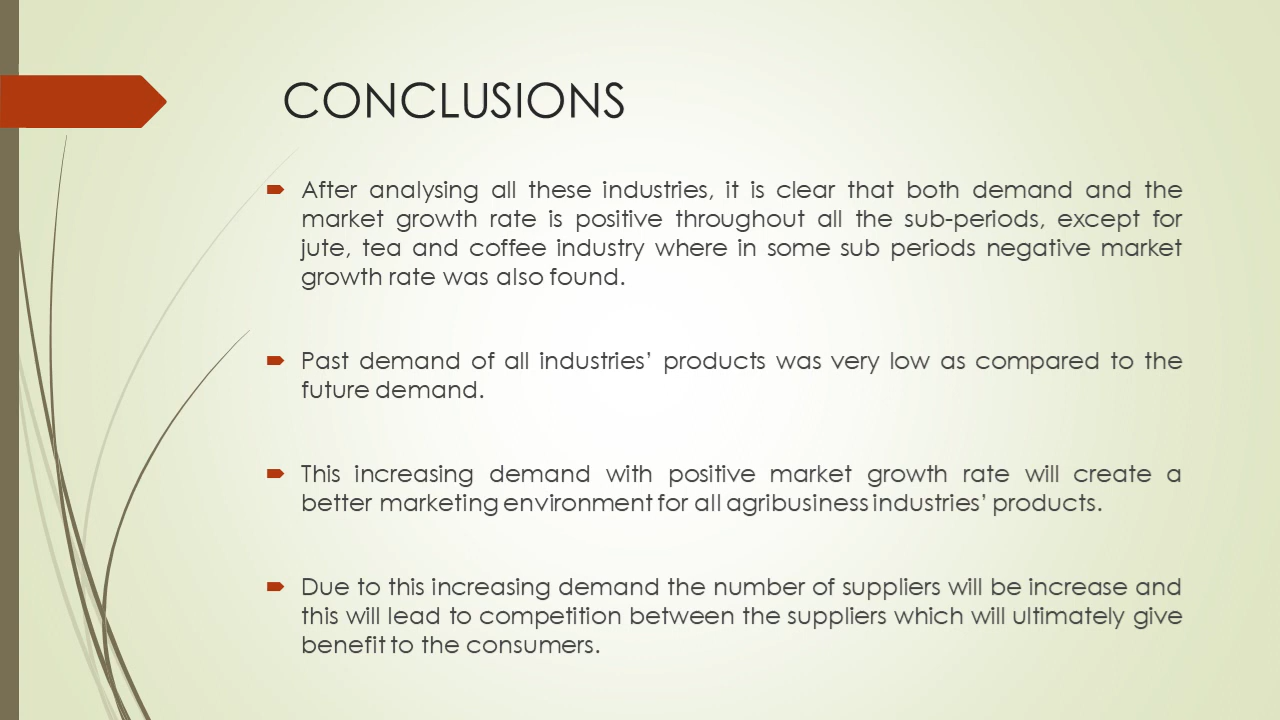 CONCLUSIONS
After analysing all these industries, it is clear that both demand and the
market growth rate is positive throughout all the sub-periods, except for
jute, tea and coffee industry where in some sub periods negative market
growth rate was also found.
Past demand of all industries’ products was very low as compared to the
future demand.
This increasing demand with positive market growth rate will create a
better marketing environment for all agribusiness industries’ products.
Due to this increasing demand the number of suppliers will be increase and
this will lead to competition between the suppliers which will ultimately give
benefit to the consumers.